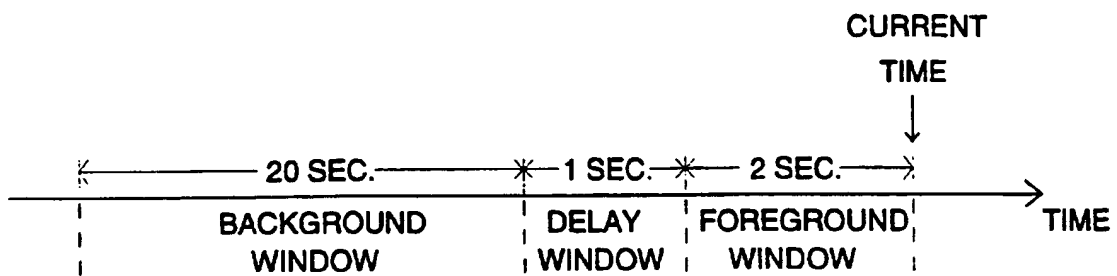 CURRENT
TIME
20 SEC. 1 SEC. 2 SEC.
BACKGROUND DELAY FOREGROUND TIME
WINDOW WINDOW WINDOW